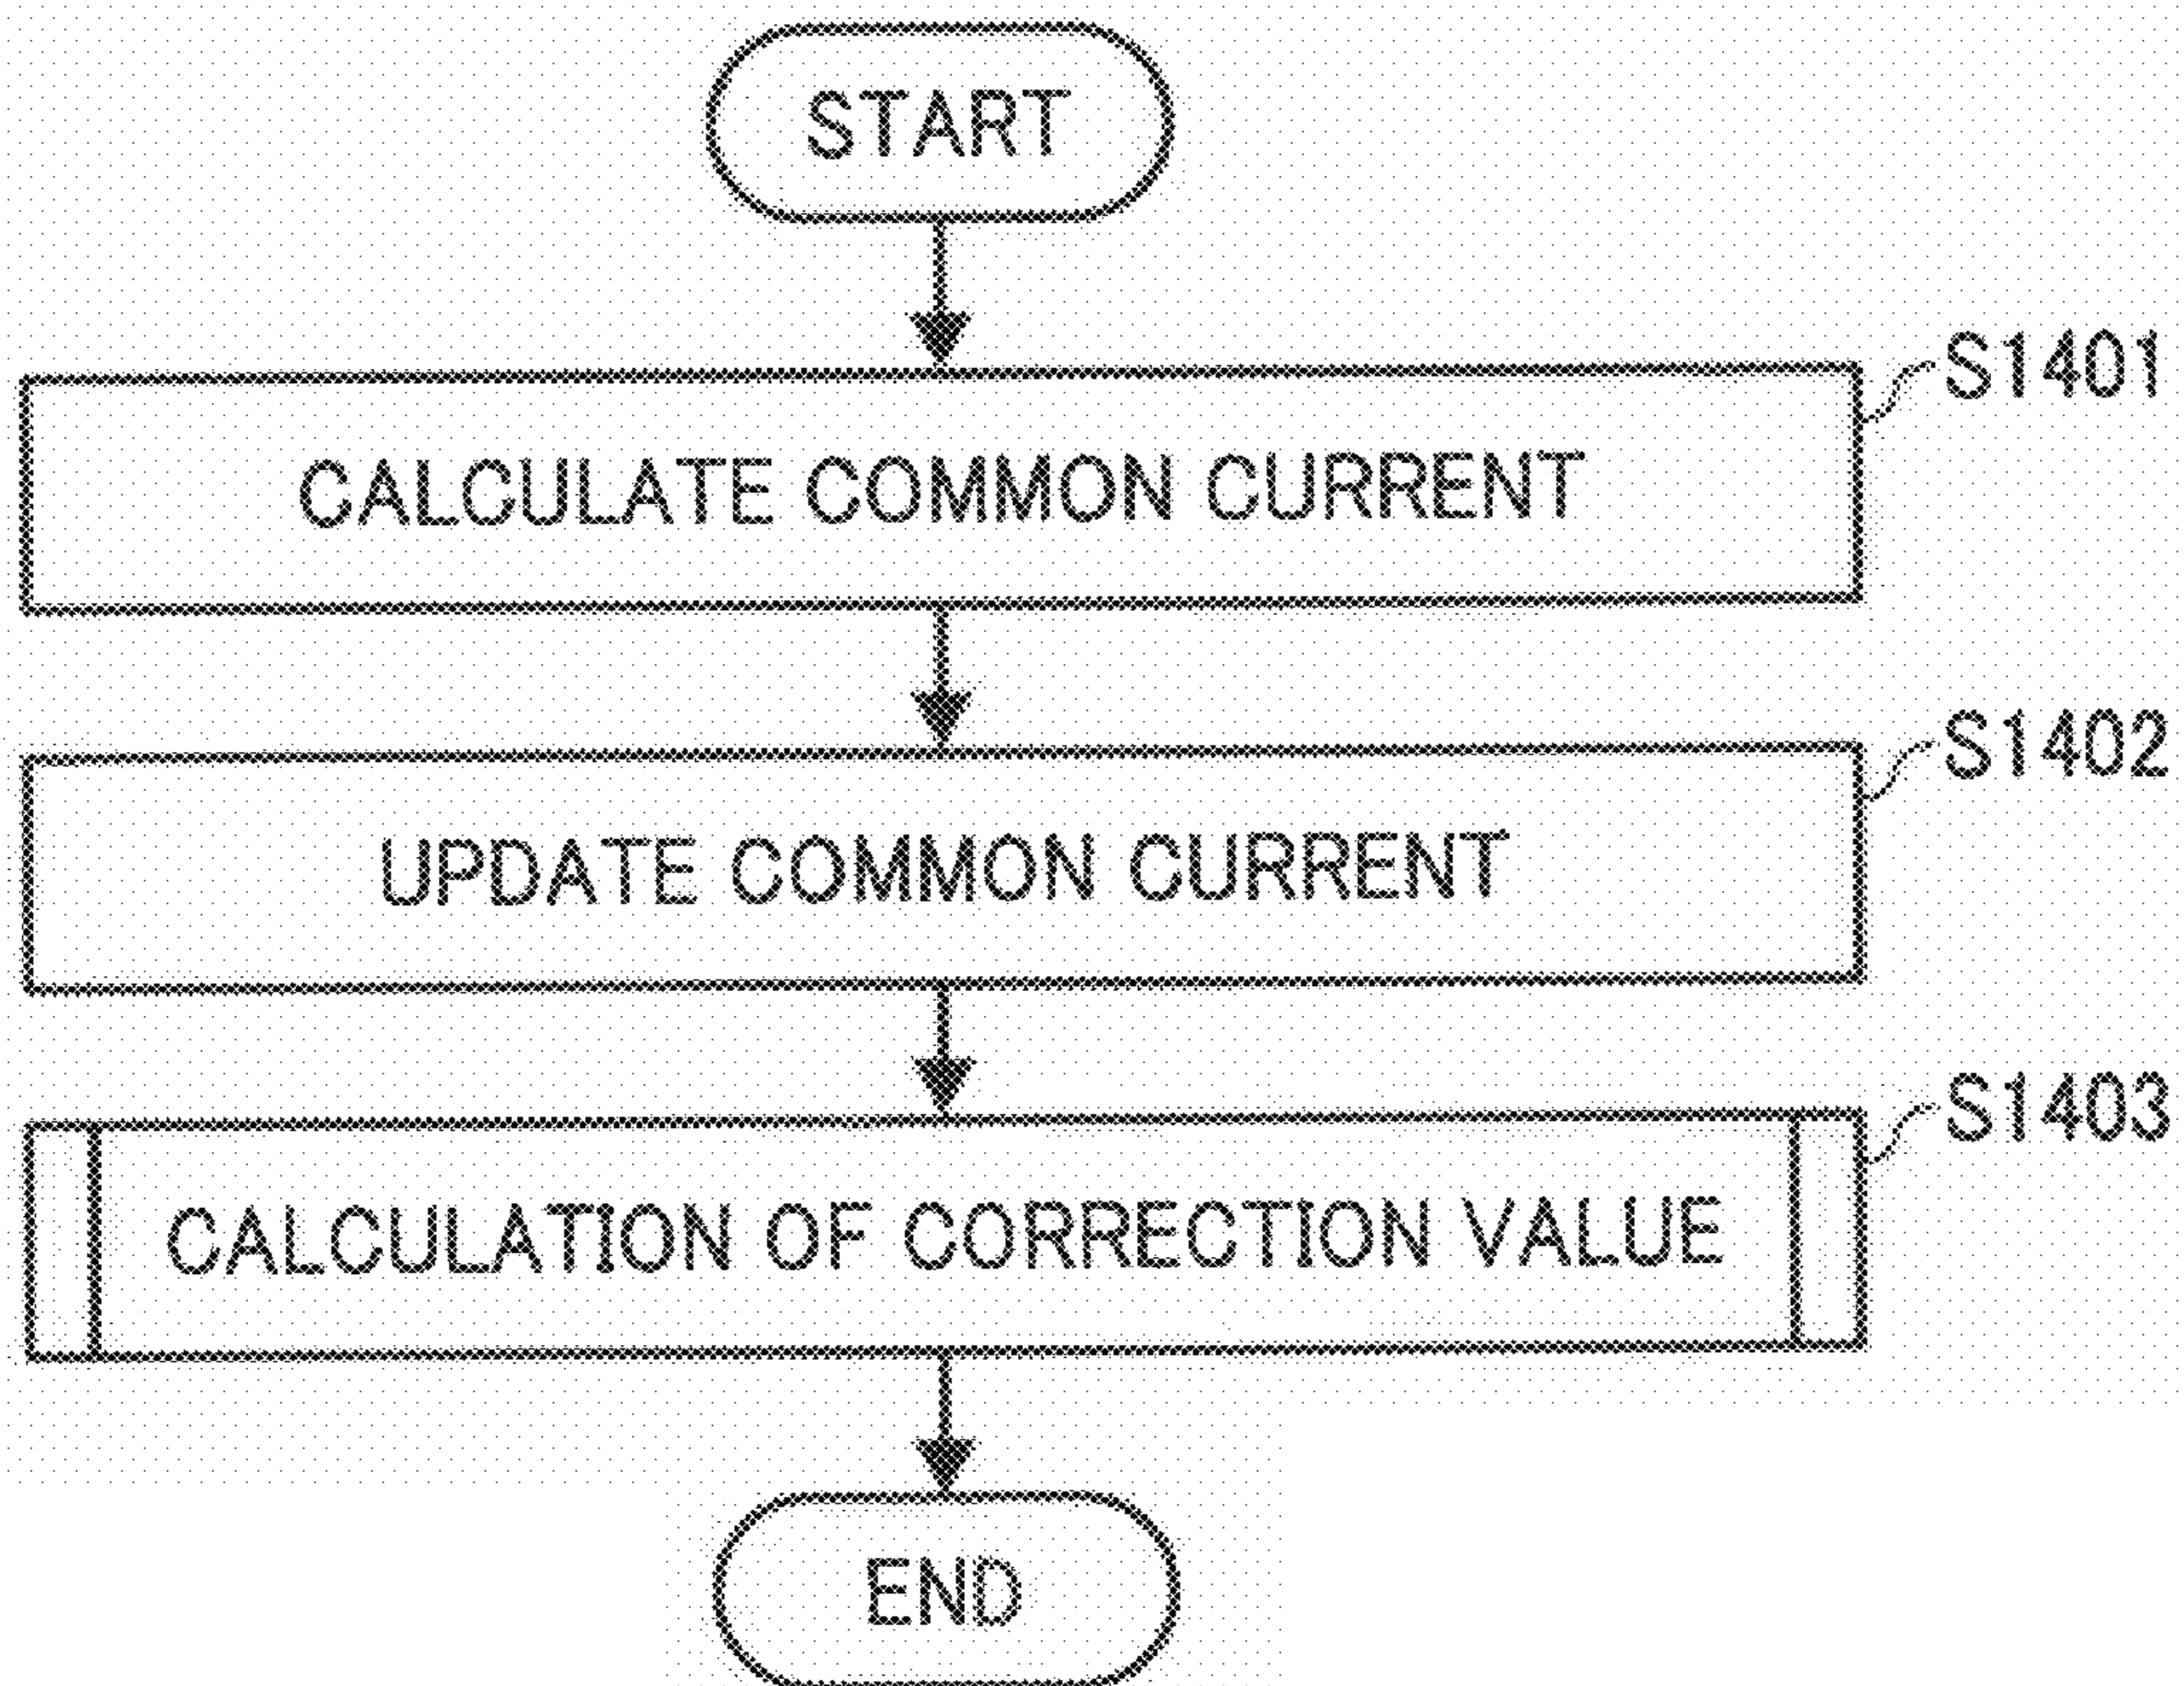 START
S1401
CALCULATE COMMON CURRENT
S1402
UPDATE COMMON CURRENT
S1403
CALCULATION OF CORRECTION VALUE
END